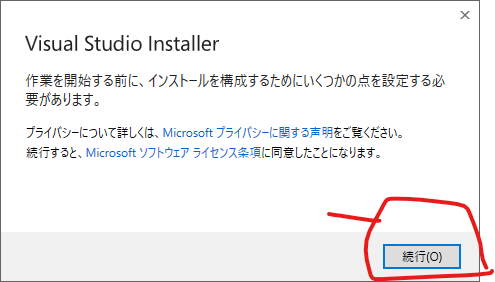 Visual Studio Installer
作業を開始する前に、インストールを構成するためにいくつかの点を設定する必
要があります。
プライバシーについて詳しくは、Microsoft プライバシーに関する声明をご覧ください。
続行すると、Microsoft ソフトウェア ライセンス条項に同意したことになります。
続行(O)